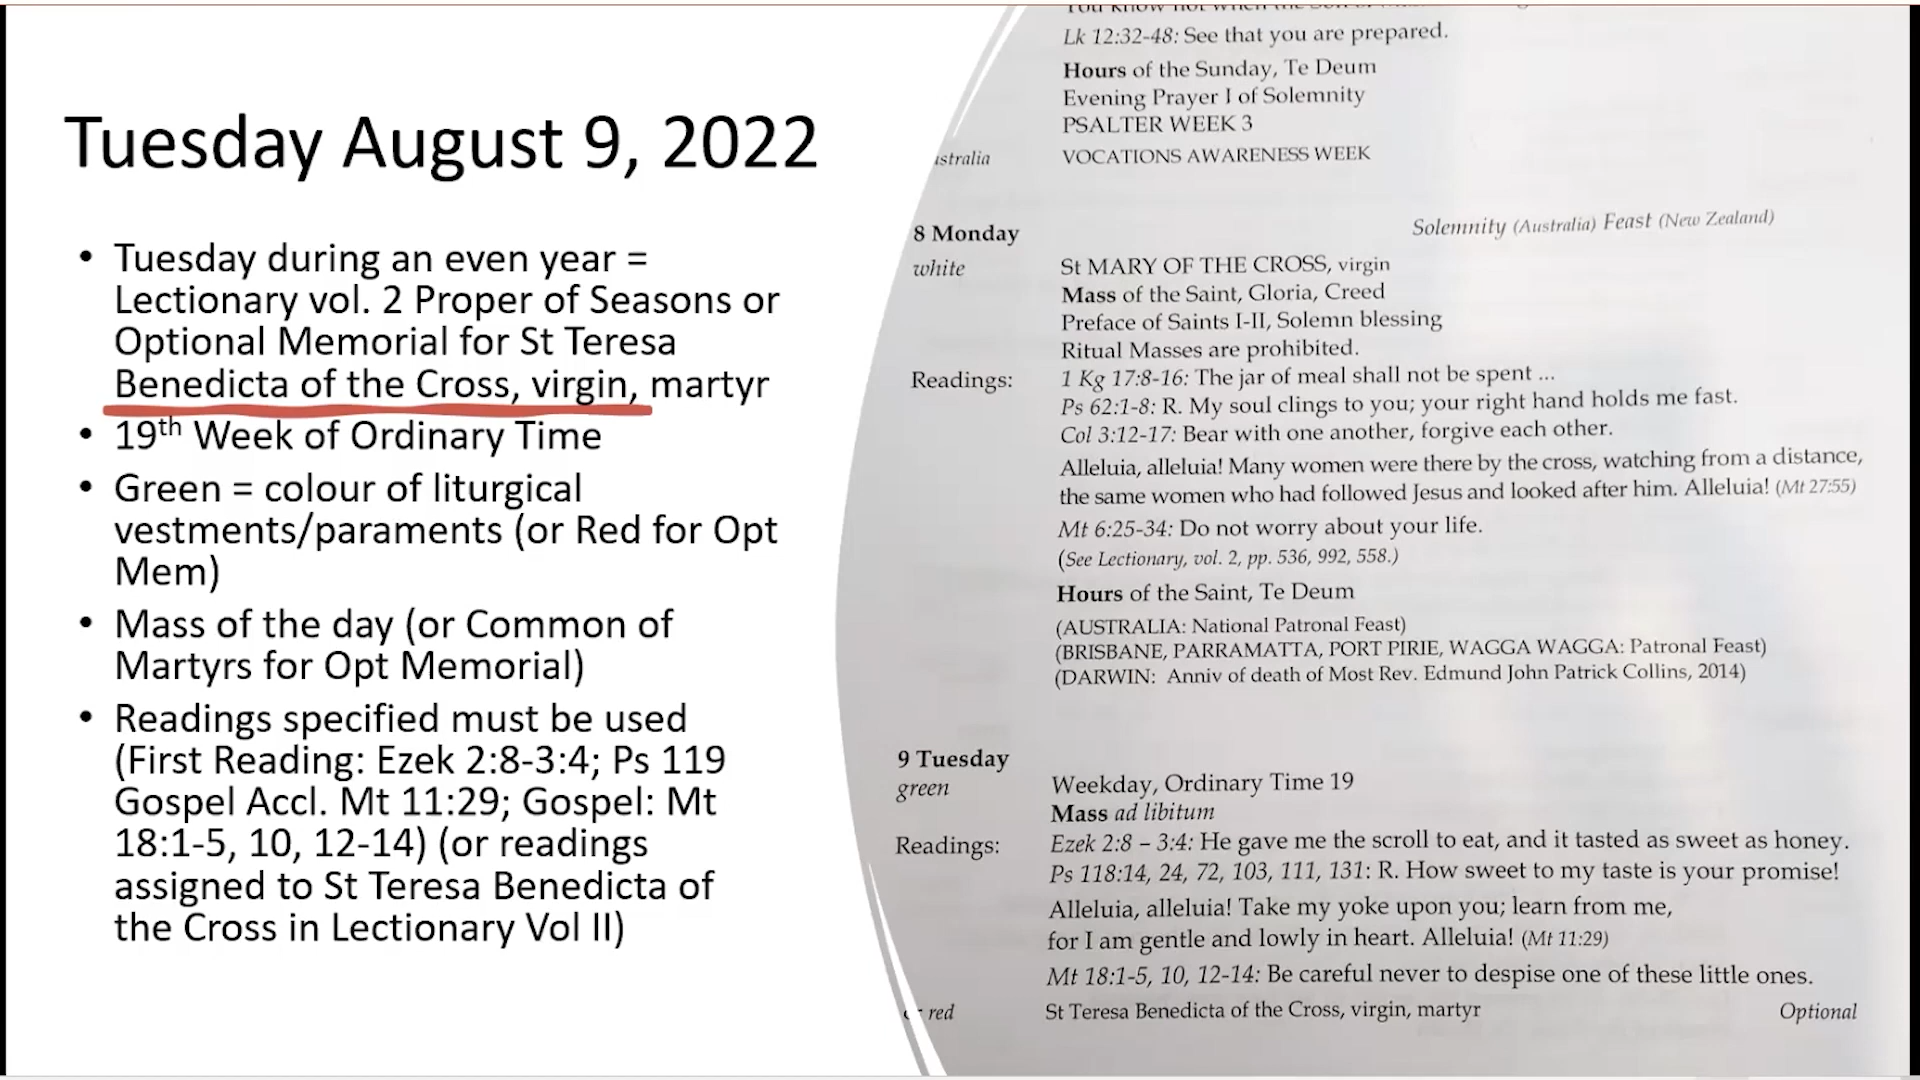 Tuesday August 9, 2022
• Tuesday during an even year =
Lectionary vol. 2 Proper of Seasons or
Optional Memorial for St Teresa
Benedicta of the Cross, virgin, martyr
• 19th Week of Ordinary Time
• Green = colour of liturgical
vestments/paraments (or Red for Opt
Mem)
• Mass of the day (or Common of
Martyrs for Opt Memorial)
• Readings specified must be used
(First Reading: Ezek 2:8-3:4; Ps 119
Gospel Accl. Mt 11:29; Gospel: Mt
18:1-5, 10, 12-14) (or readings
assigned to St Teresa Benedicta of
the Cross in Lectionary Vol II)
Lk 12:32-48: See that you are prepared.
Hours of the Sunday, Te Deum
Evening Prayer I of Solemnity
PSALTER WEEK 3
stralia VOCATIONS AWARENESS WEEK
8 Monday Solemnity (Australia) Feast (New Zealand)
white St MARY OF THE CROSS, virgin
Mass of the Saint, Gloria, Creed
Preface of Saints I-II, Solemn blessing
Ritual Masses are prohibited.
Readings: 1 Kg 17:8-16: The jar of meal shall not be spent ...
Ps 62:1-8: R. My soul clings to you; your right hand holds me fast.
Col 3:12-17: Bear with one another, forgive each other.
Alleluia, alleluia! Many women were there by the cross, watching from a distance,
the same women who had followed Jesus and looked after him. Alleluia! (Mt 27:55)
Mt 6:25-34: Do not worry about your life.
(See Lectionary, vol. 2, pp. 536, 992, 558.)
Hours of the Saint, Te Deum
(AUSTRALIA: National Patronal Feast)
(BRISBANE, PARRAMATTA, PORT PIRIE, WAGGA WAGGA: Patronal Feast)
(DARWIN: Anniv of death of Most Rev. Edmund John Patrick Collins, 2014)
9 Tuesday
green Weekday, Ordinary Time 19
Mass ad libitum
Readings: Ezek 2:8 – 3:4: He gave me the scroll to eat, and it tasted as sweet as honey.
Ps 118:14, 24, 72, 103, 111, 131: R. How sweet to my taste is your promise!
Alleluia, alleluia! Take my yoke upon you; learn from me,
for I am gentle and lowly in heart. Alleluia! (Mt 11:29)
Mt 18:1-5, 10, 12-14: Be careful never to despise one of these little ones.
red St Teresa Benedicta of the Cross, virgin, martyr Optional